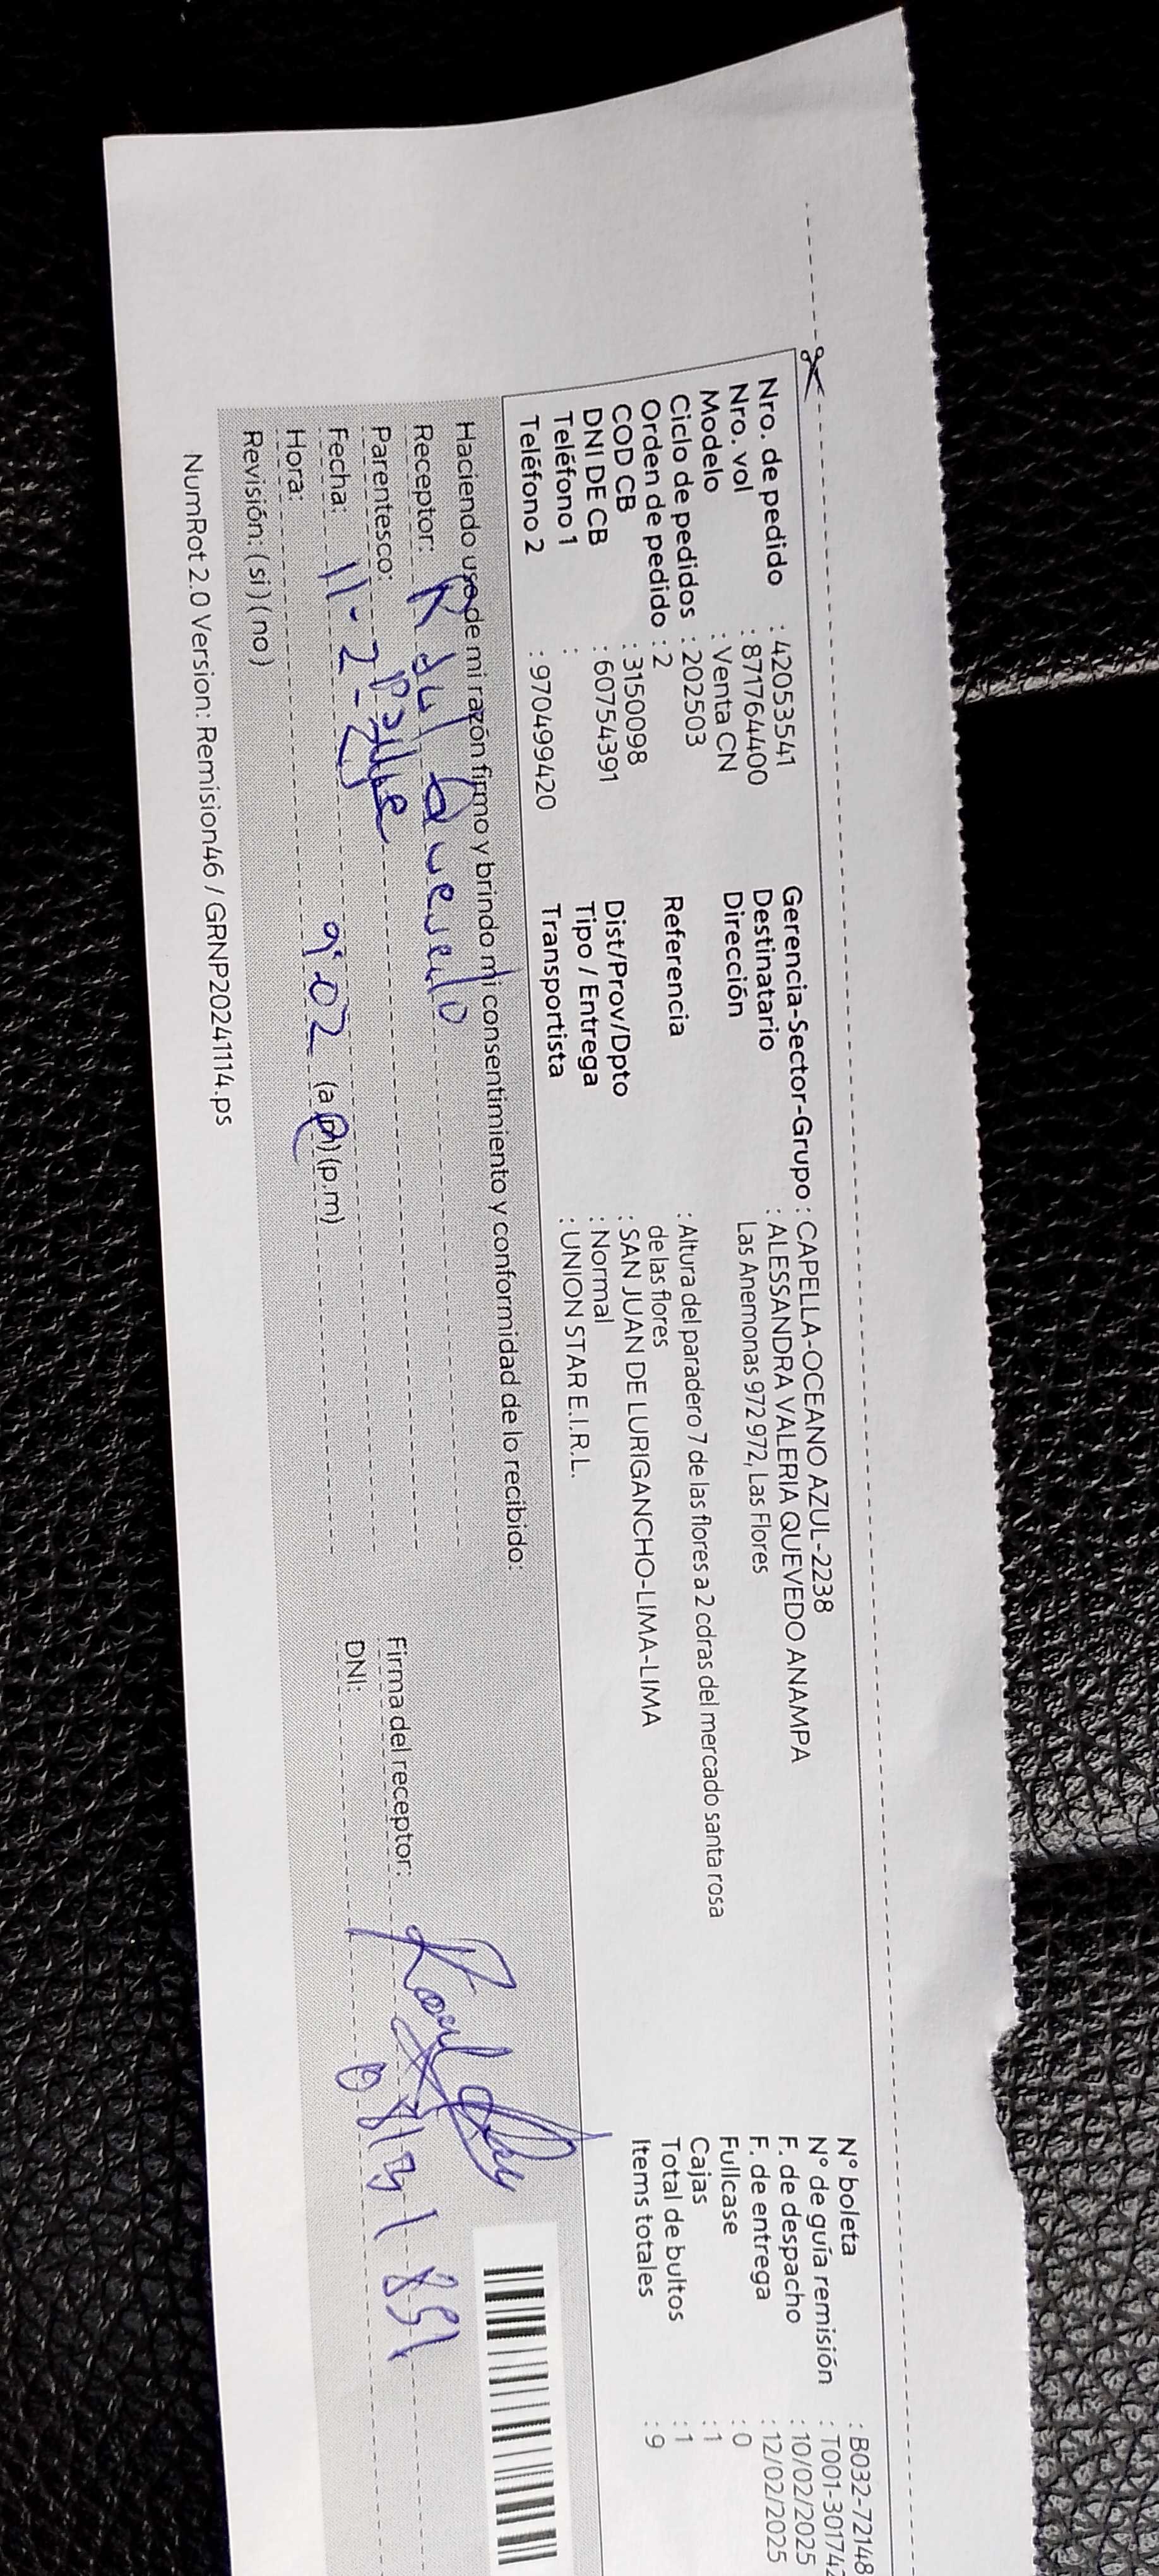 Nro. de pedido : 42053541
Nro. vol : 871764400
Modelo : Venta CN
Ciclo de pedidos : 202503
Orden de pedido : 2
COD CB : 3150098
DNI DE CB : 60754391
Teléfono 1 :
Teléfono 2 : 970499420
Gerencia-Sector-Grupo : CAPELLA-OCEANO AZUL-2238
Destinatario : ALESSANDRA VALERIA QUEVEDO ANAMPA
Dirección Las Anemonas 972 972, Las Flores
Referencia : Altura del paradero 7 de las flores a 2 cdras del mercado santa rosa
de las flores
Dist/Prov/Dpto : SAN JUAN DE LURIGANCHO-LIMA-LIMA
Tipo / Entrega : Normal
Transportista : UNION STAR E.I.R.L.
N° boleta : B032-72148
N° de guía remisión : T001-30174
F. de despacho : 10/02/2025
F. de entrega : 12/02/2025
Fullcase : 0
Cajas : 1
Total de bultos : 1
Items totales : 9
Haciendo uso de mi razón firmo y brindo mi consentimiento y conformidad de lo recibido:
Receptor: Raul Quevedo
Parentesco: Padre
Fecha: 11-2-25
Hora: 9:02 (a.m) (p.m)
Revisión: (si) (no)
Firma del receptor:
DNI:
NumRot 2.0 Version: Remision46 / GRNP20241114.ps